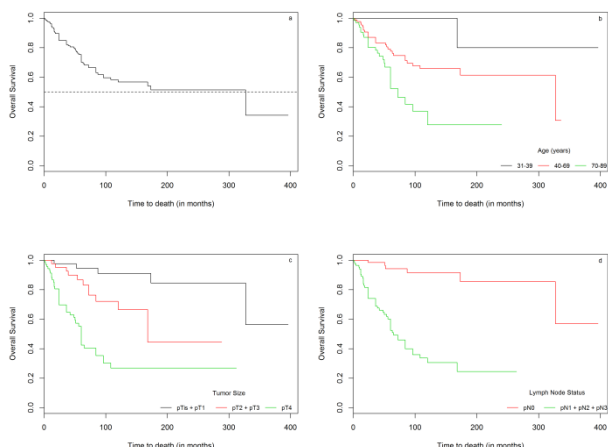 a
Overall Survival
0.0 0.2 0.4 0.6 0.8 1.0
0 100 200 300 400
Time to death (in months)
b
Overall Survival
0.0 0.2 0.4 0.6 0.8 1.0
Age (years)
31-39 40-69 70-89
0 100 200 300 400
Time to death (in months)
c
Overall Survival
0.0 0.2 0.4 0.6 0.8 1.0
Tumor Size
pTis + pT1 pT2 + pT3 pT4
0 100 200 300 400
Time to death (in months)
d
Overall Survival
0.0 0.2 0.4 0.6 0.8 1.0
Lymph Node Status
pN0 pN1 + pN2 + pN3
0 100 200 300 400
Time to death (in months)